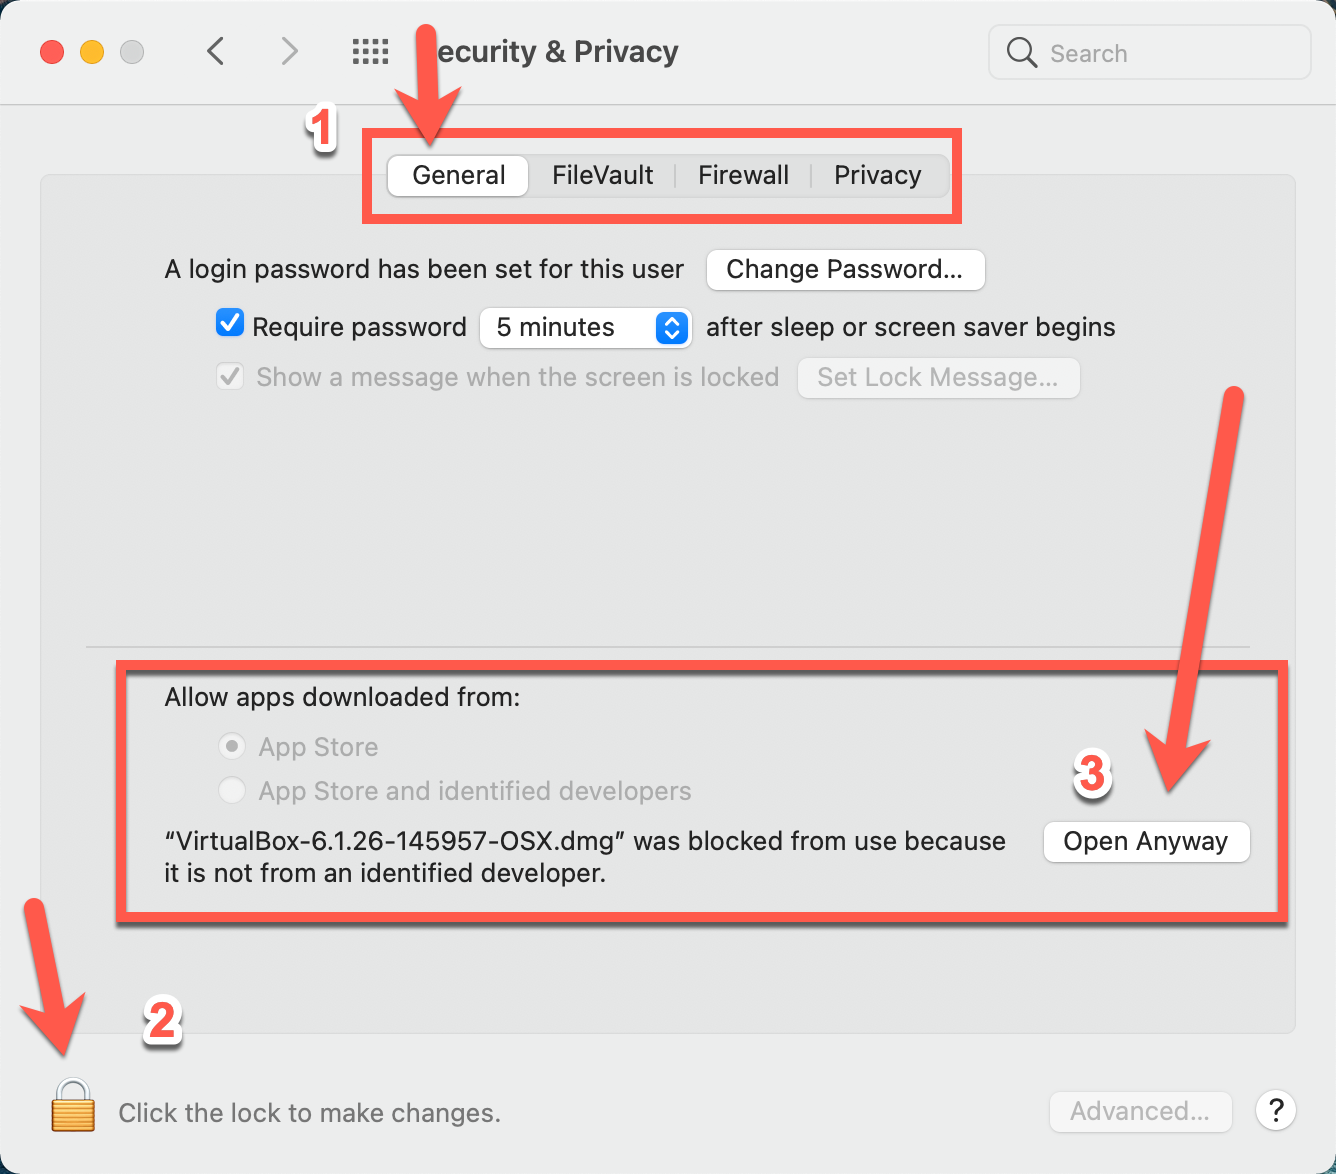 ecurity & Privacy
Search
1
General FileVault Firewall Privacy
A login password has been set for this user Change Password...
Require password 5 minutes after sleep or screen saver begins
Show a message when the screen is locked Set Lock Message...
Allow apps downloaded from:
App Store
App Store and identified developers
3
“VirtualBox-6.1.26-145957-OSX.dmg” was blocked from use because
it is not from an identified developer.
Open Anyway
2
Click the lock to make changes.
Advanced...
?